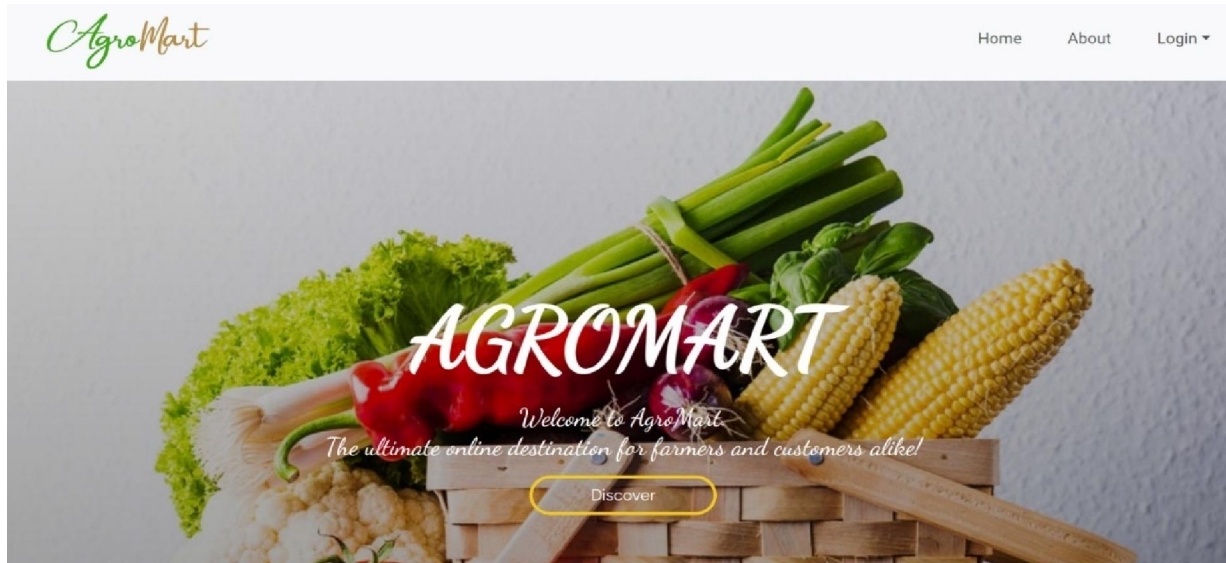 AgroMart
Home
About
Login
AGROMART
Welcome to AgroMart.
The ultimate online destination for farmers and customers alike!
Discover